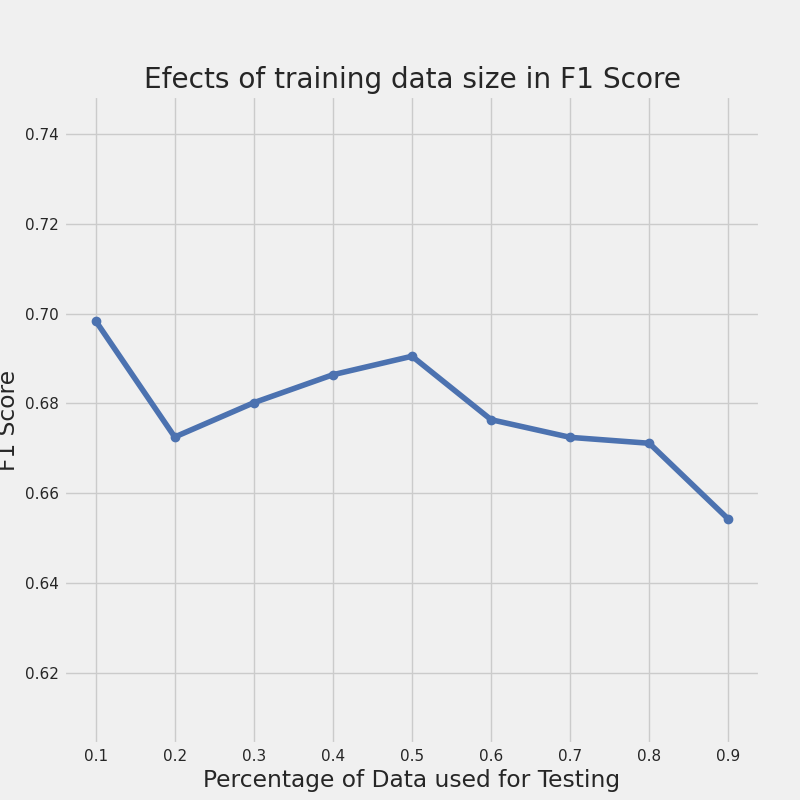 Efects of training data size in F1 Score
0.74
0.72
0.70
0.68
0.66
0.64
0.62
F1 Score
0.1 0.2 0.3 0.4 0.5 0.6 0.7 0.8 0.9
Percentage of Data used for Testing